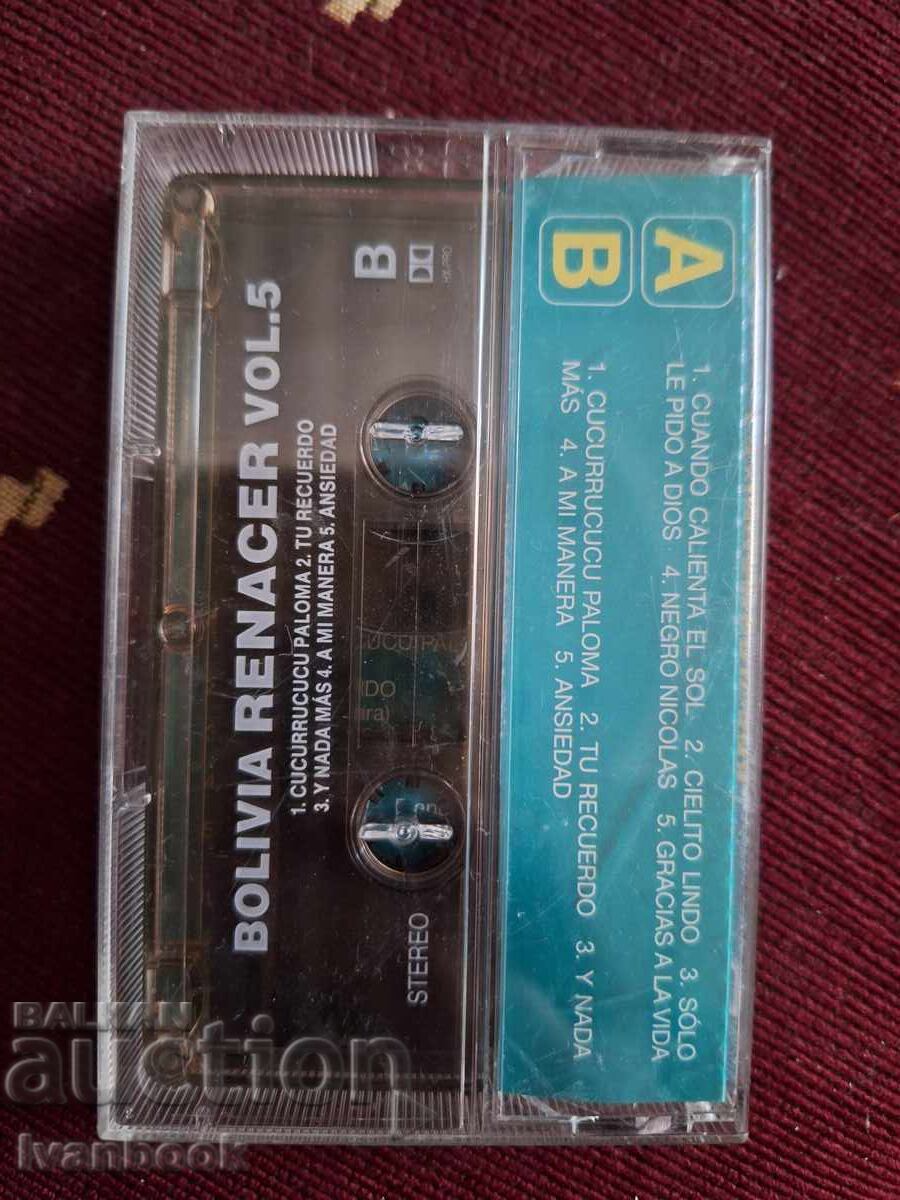 A
1. CUANDO CALIENTA EL SOL  2. CIELITO LINDO  3. SÓLO
LE PIDO A DIOS  4. NEGRO NICOLAS  5. GRACIAS A LA VIDA
B
1. CUCURRUCUCU PALOMA  2. TU RECUERDO  3. Y NADA
MÁS  4. A MI MANERA  5. ANSIEDAD
BOLIVIA RENACER VOL.5
1. CUCURRUCUCU PALOMA 2. TU RECUERDO
3. Y NADA MÁS 4. A MI MANERA 5. ANSIEDAD
B
STEREO
BALKAN
auction
Ivanbook